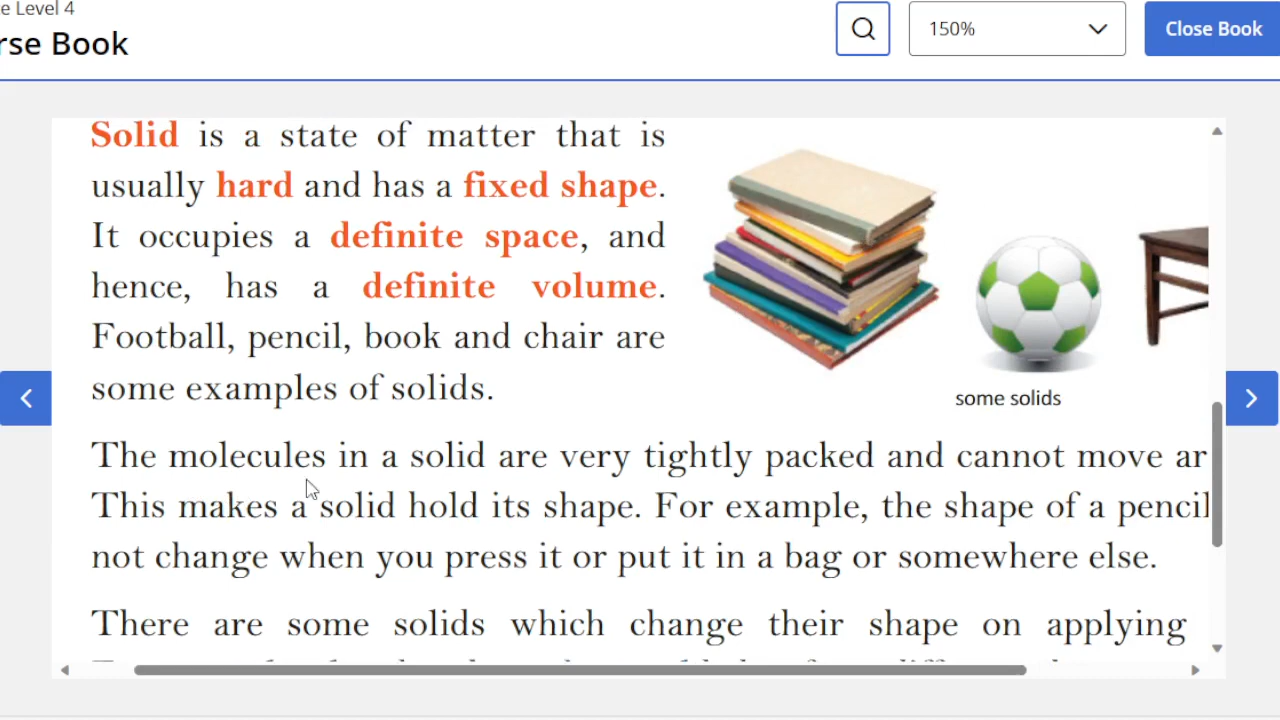 e Level 4
rse Book
150%
Close Book
Solid is a state of matter that is
usually hard and has a fixed shape.
It occupies a definite space, and
hence, has a definite volume.
Football, pencil, book and chair are
some examples of solids.
some solids
The molecules in a solid are very tightly packed and cannot move ar
This makes a solid hold its shape. For example, the shape of a pencil
not change when you press it or put it in a bag or somewhere else.
There are some solids which change their shape on applying